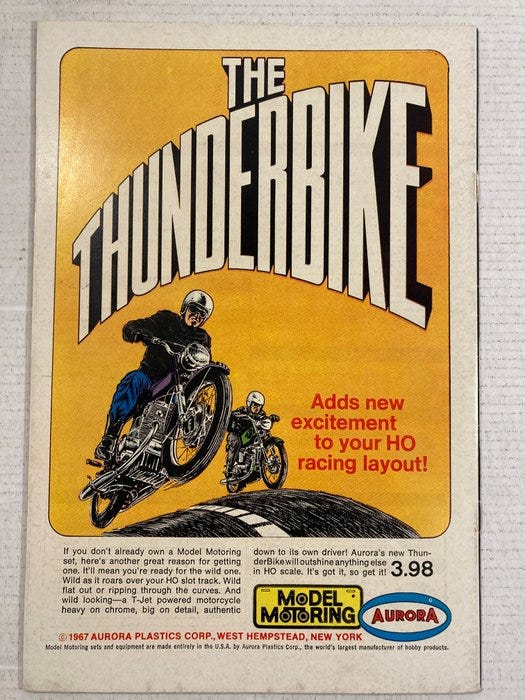 THE
THUNDERBIKE
Adds new
excitement
to your HO
racing layout!
If you don't already own a Model Motoring
set, here's another great reason for getting
one. It'll mean you're ready for the wild one.
Wild as it roars over your HO slot track. Wild
flat out or ripping through the curves. And
wild looking—a T-Jet powered motorcycle
heavy on chrome, big on detail, authentic
down to its own driver! Aurora's new Thun-
derBike will outshine anything else
in HO scale. It's got it, so get it! 3.98
MODEL
MOTORING
AURORA
© 1967 AURORA PLASTICS CORP., WEST HEMPSTEAD, NEW YORK
Model Motoring sets and equipment are made entirely in the U.S.A. by Aurora Plastics Corp., the world's largest manufacturer of hobby products.